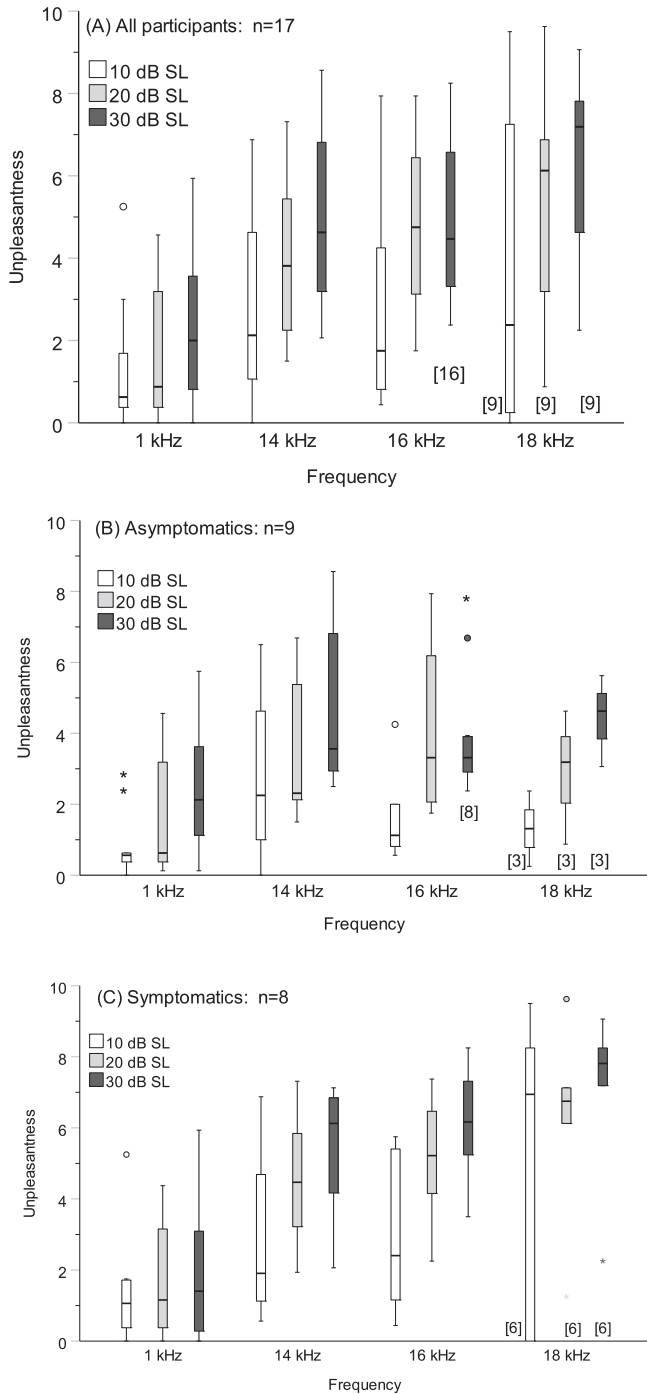 (A) All participants: n=17
10 dB SL
20 dB SL
30 dB SL
Unpleasantness
10
8
6
4
2
0
[16]
[9] [9] [9]
1 kHz 14 kHz 16 kHz 18 kHz
Frequency
(B) Asymptomatics: n=9
10 dB SL
20 dB SL
30 dB SL
Unpleasantness
10
8
6
4
2
0
[8]
[3] [3] [3]
1 kHz 14 kHz 16 kHz 18 kHz
Frequency
(C) Symptomatics: n=8
10 dB SL
20 dB SL
30 dB SL
Unpleasantness
10
8
6
4
2
0
[6] [6] [6]
1 kHz 14 kHz 16 kHz 18 kHz
Frequency